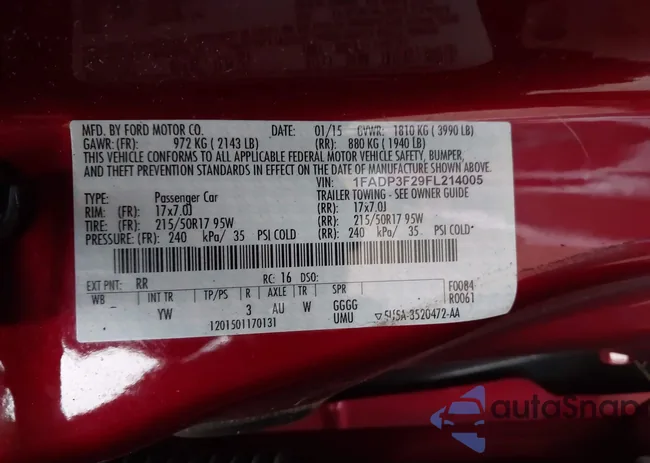 MFD. BY FORD MOTOR CO. DATE: 01/15 GVWR: 1810 KG ( 3990 LB)
GAWR: (FR): 972 KG ( 2143 LB) (RR): 880 KG ( 1940 LB)
THIS VEHICLE CONFORMS TO ALL APPLICABLE FEDERAL MOTOR VEHICLE SAFETY, BUMPER,
AND THEFT PREVENTION STANDARDS IN EFFECT ON THE DATE OF MANUFACTURE SHOWN ABOVE.
VIN: 1FADP3F29FL214005
TYPE: Passenger Car TRAILER TOWING - SEE OWNER GUIDE
RIM: (FR): 17x7.0J (RR): 17x7.0J
TIRE: (FR): 215/50R17 95W (RR): 215/50R17 95W
PRESSURE: (FR): 240 kPa/ 35 PSI COLD (RR): 240 kPa/ 35 PSI COLD
EXT PNT: RR RC: 16 DSO:
WB INT TR TP/PS R AXLE TR SPR F0084
YW 3 AU W GGGG R0061
1201501170131 UMU
3520472-AA
autoSnap